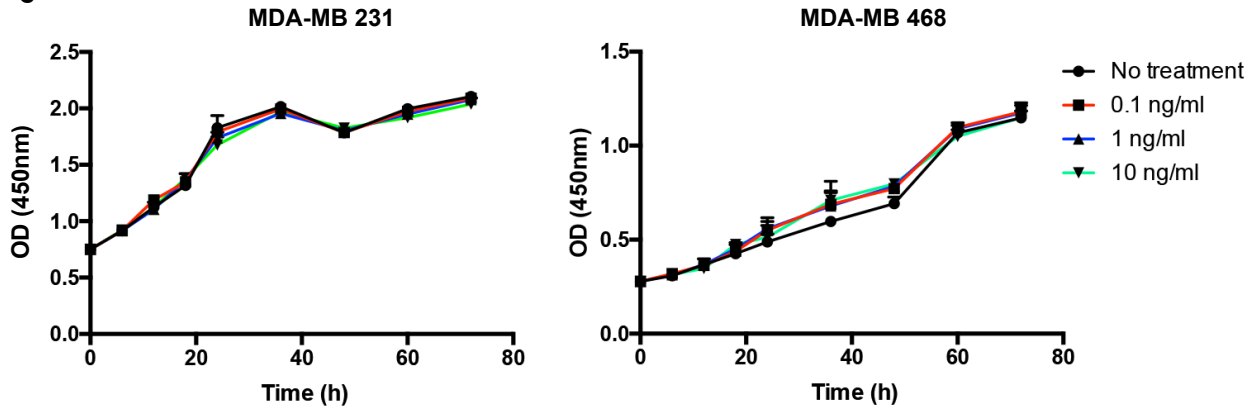 MDA-MB 231
2.5
2.0
1.5
1.0
0.5
0.0
OD (450nm)
0 20 40 60 80
Time (h)
MDA-MB 468
1.5
1.0
0.5
0.0
OD (450nm)
0 20 40 60 80
Time (h)
No treatment
0.1 ng/ml
1 ng/ml
10 ng/ml